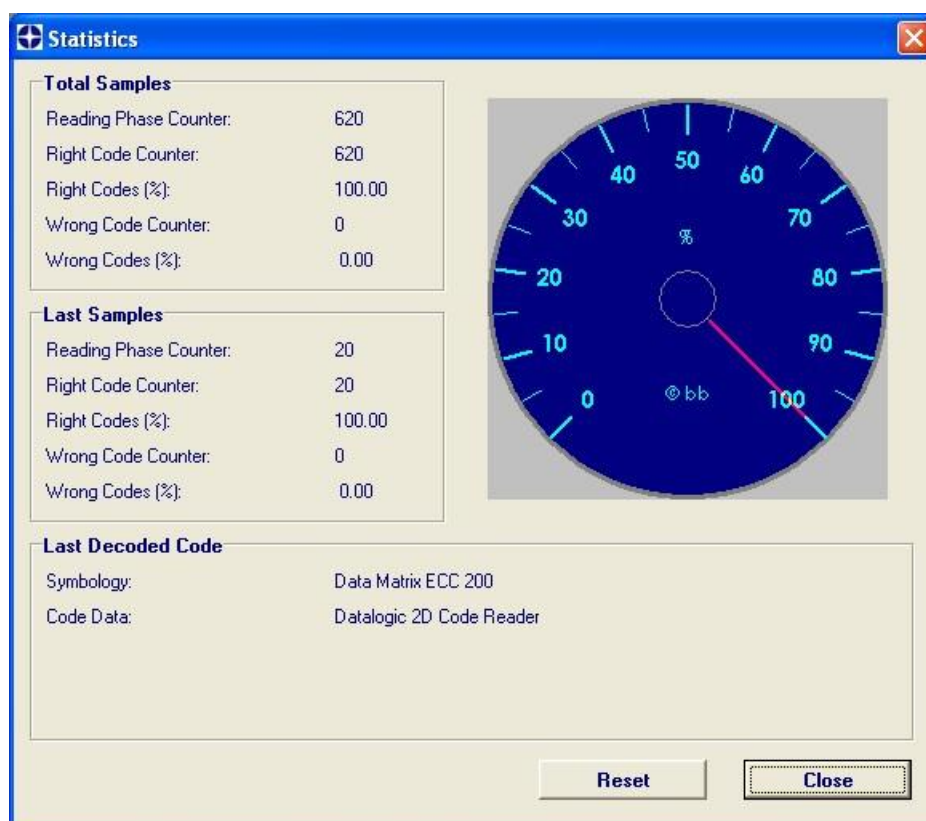 Statistics
Total Samples
Reading Phase Counter: 620
Right Code Counter: 620
Right Codes (%): 100.00
Wrong Code Counter: 0
Wrong Codes (%): 0.00
Last Samples
Reading Phase Counter: 20
Right Code Counter: 20
Right Codes (%): 100.00
Wrong Code Counter: 0
Wrong Codes (%): 0.00
0
10
20
30
40
50
60
70
80
90
100
%
© bb
Last Decoded Code
Symbology: Data Matrix ECC 200
Code Data: Datalogic 2D Code Reader
Reset Close